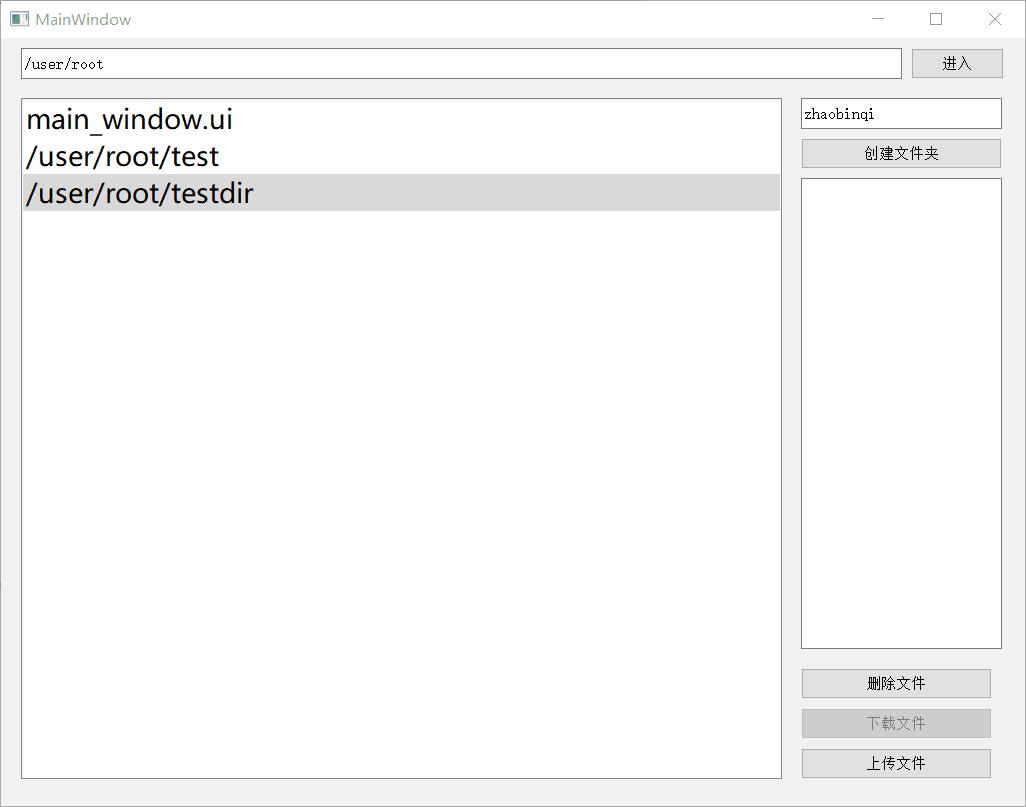 MainWindow
/user/root
进入
main_window.ui
/user/root/test
/user/root/testdir
zhaobinqi
创建文件夹
删除文件
下载文件
上传文件